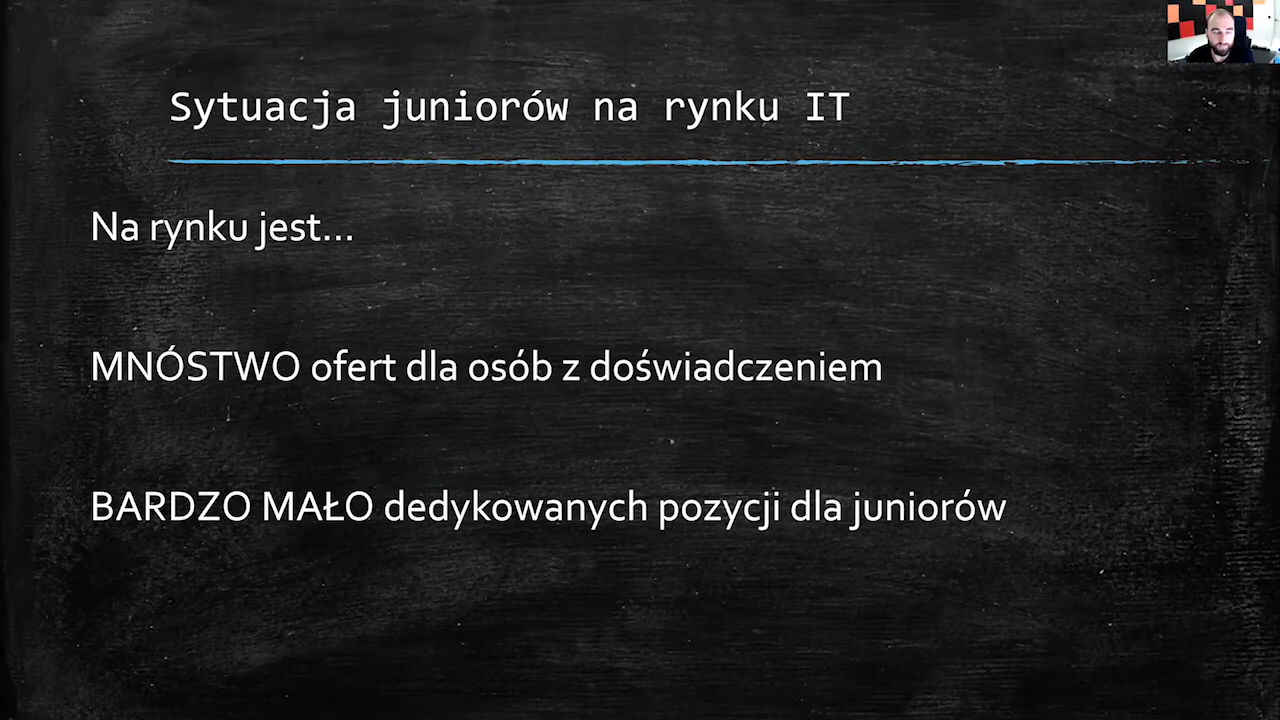 Sytuacja juniorów na rynku IT
Na rynku jest...
MNÓSTWO ofert dla osób z doświadczeniem
BARDZO MAŁO dedykowanych pozycji dla juniorów